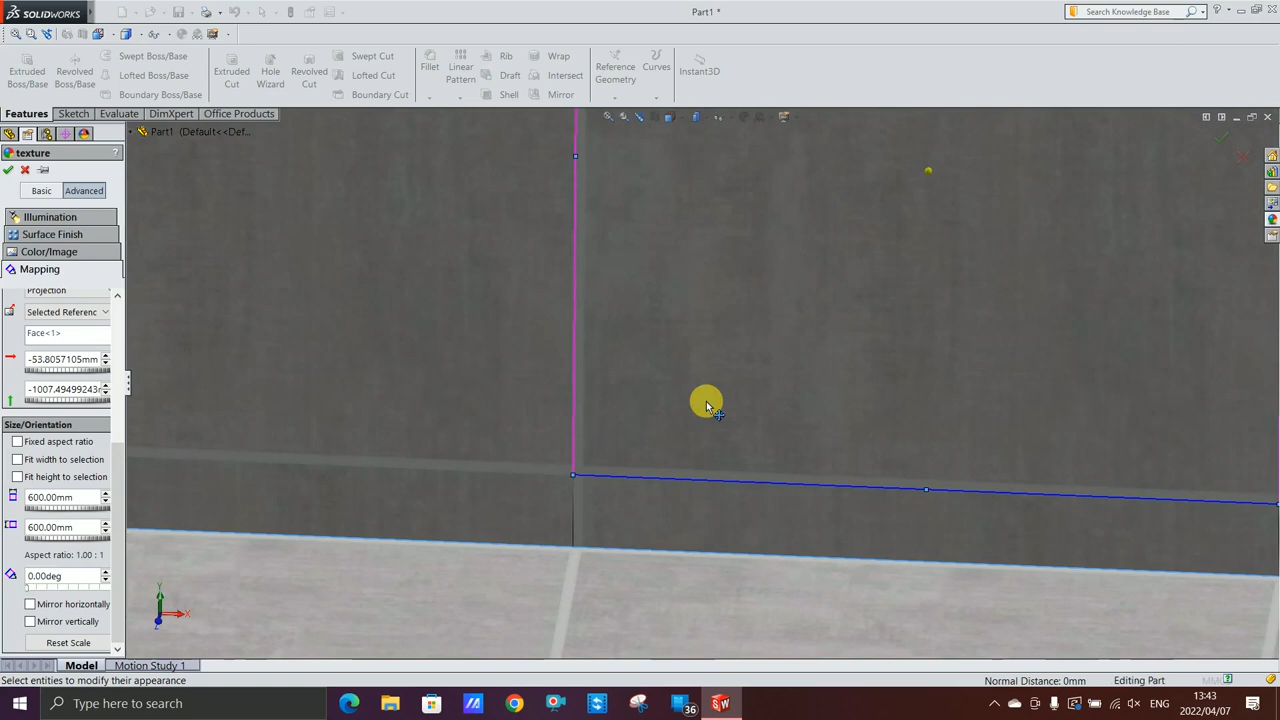 SOLIDWORKS
Part1 *
Search Knowledge Base
Extruded Boss/Base
Revolved Boss/Base
Swept Boss/Base
Lofted Boss/Base
Boundary Boss/Base
Extruded Cut
Hole Wizard
Revolved Cut
Swept Cut
Lofted Cut
Boundary Cut
Fillet
Linear Pattern
Rib
Draft
Shell
Wrap
Intersect
Mirror
Reference Geometry
Curves
Instant3D
Features Sketch Evaluate DimXpert Office Products
Part1 (Default<<Def...
texture ?
Basic Advanced
Illumination
Surface Finish
Color/Image
Mapping
Projection
Selected Referenc
Face<1>
-53.8057105mm
-1007.49499243
Size/Orientation
Fixed aspect ratio
Fit width to selection
Fit height to selection
600.00mm
600.00mm
Aspect ratio: 1.00 : 1
0.00deg
Mirror horizontally
Mirror vertically
Reset Scale
Y
X
Z
Model Motion Study 1
Select entities to modify their appearance
Normal Distance: 0mm Editing Part
Type here to search
36
ENG
13:43
2022/04/07